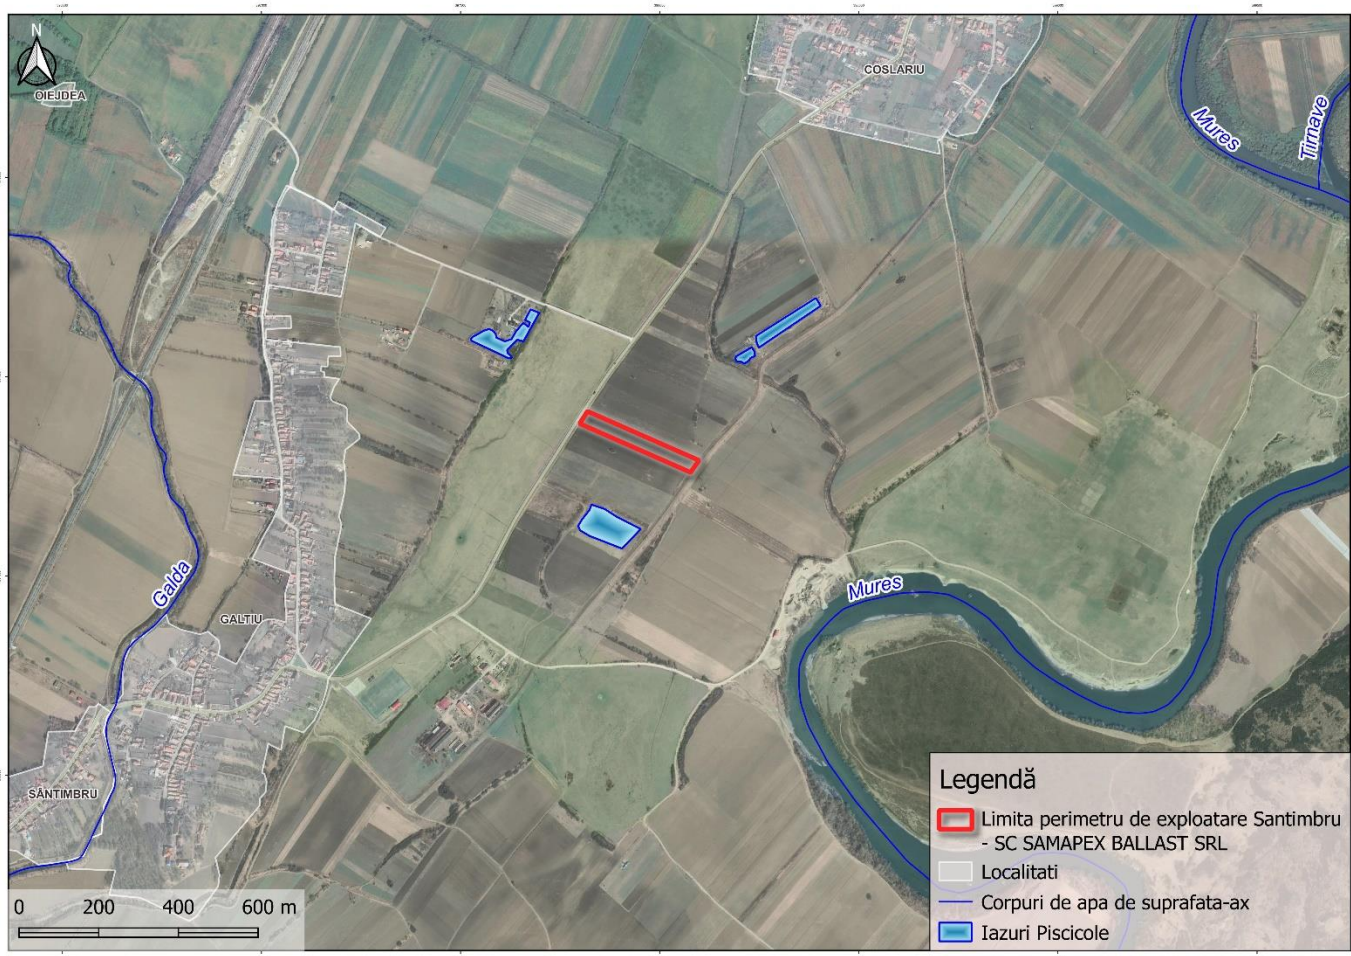 N
OIEJDEA
COSLARIU
Mures
Tirnave
Galda
GALTIU
Mures
SÂNTIMBRU
Legendă
Limita perimetru de exploatare Santimbru
- SC SAMAPEX BALLAST SRL
Localitati
Corpuri de apa de suprafata-ax
Iazuri Piscicole
0 200 400 600 m